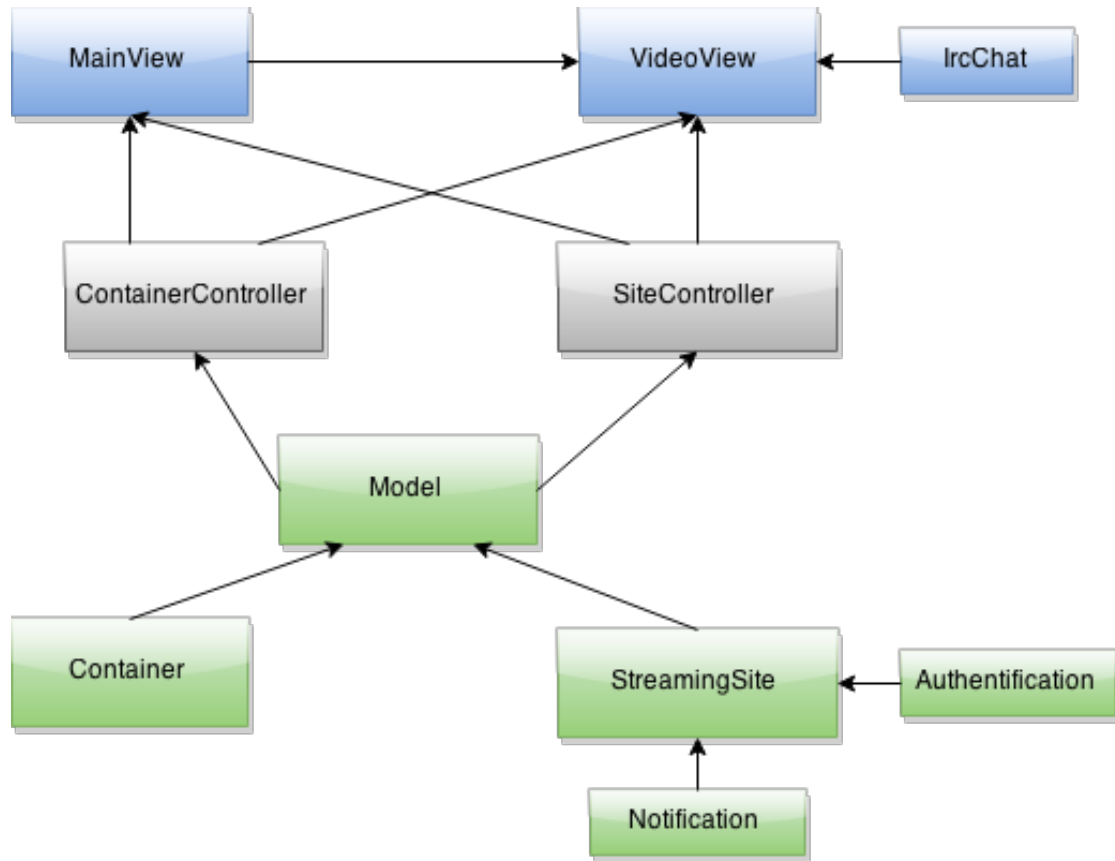 MainView
VideoView
IrcChat
ContainerController
SiteController
Model
Container
StreamingSite
Authentification
Notification